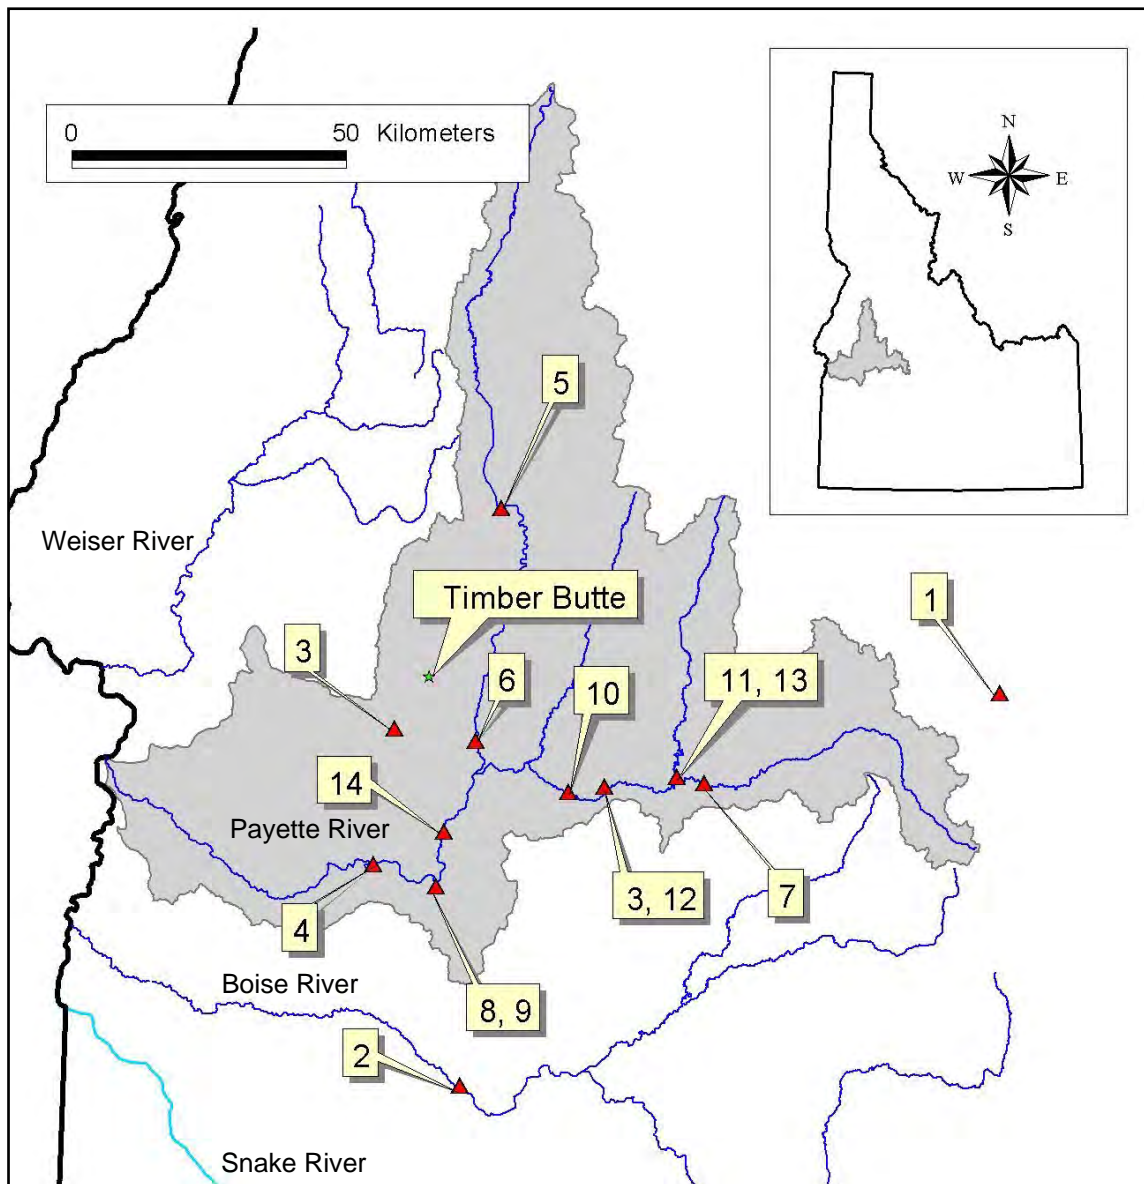 0 50 Kilometers
N
W E
S
5
Weiser River
Timber Butte
1
3
6
10
11, 13
14
Payette River
4
3, 12
7
8, 9
Boise River
2
Snake River